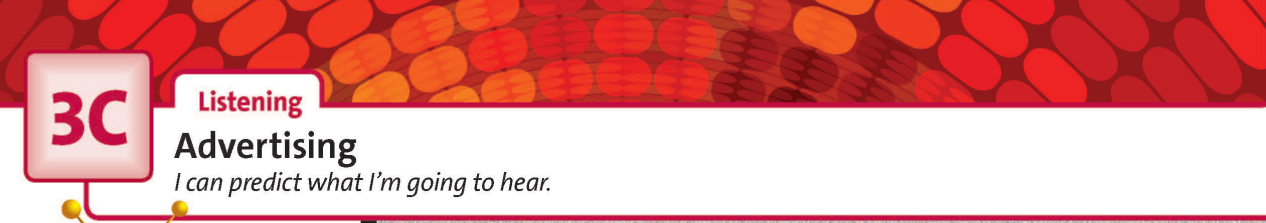 3C
Listening
Advertising
I can predict what I'm going to hear.